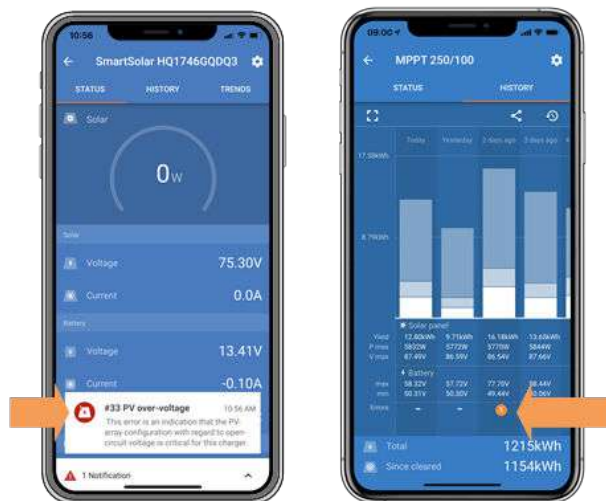 10:56
SmartSolar HQ1746GQDQ3
STATUS HISTORY TRENDS
Solar
0W
Solar
Voltage 75.30V
Current 0.0A
Battery
Voltage 13.41V
Current -0.10A
#33 PV over-voltage 10:56 AM
This error is an indication that the PV-
array configuration with regard to open-
circuit voltage is critical for this charger.
1 Notification
09:00
MPPT 250/100
STATUS HISTORY
Today Yesterday 2 days ago 3 days ago
17.58kWh
8.79kWh
Solar panel
Yield 12.80kWh 9.71kWh 16.18kWh 13.65kWh
P max 5802W 5772W 5775W 5844W
V max 87.49V 86.59V 86.54V 87.66V
Battery
max 58.32V 57.72V 77.70V 58.44V
min 50.31V 50.30V 49.44V
Errors - - 1
Total 1215kWh
Since cleared 1154kWh